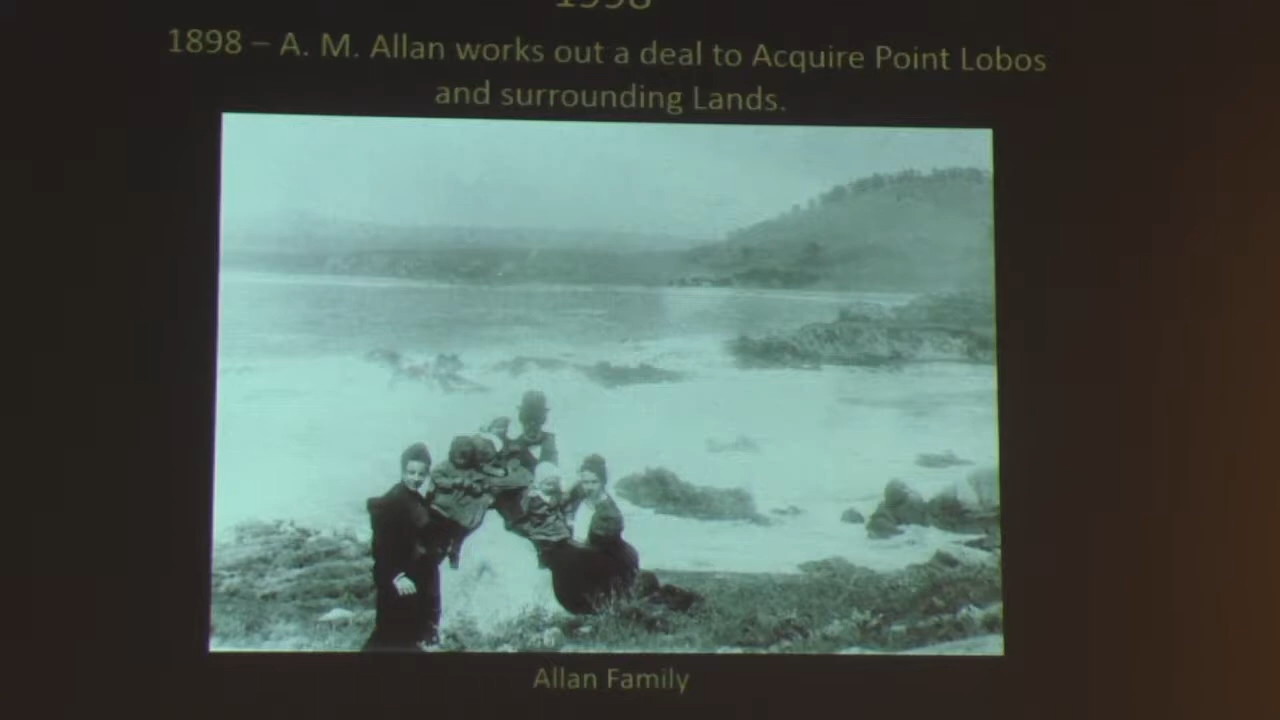 1898 – A. M. Allan works out a deal to Acquire Point Lobos
and surrounding Lands.
Allan Family